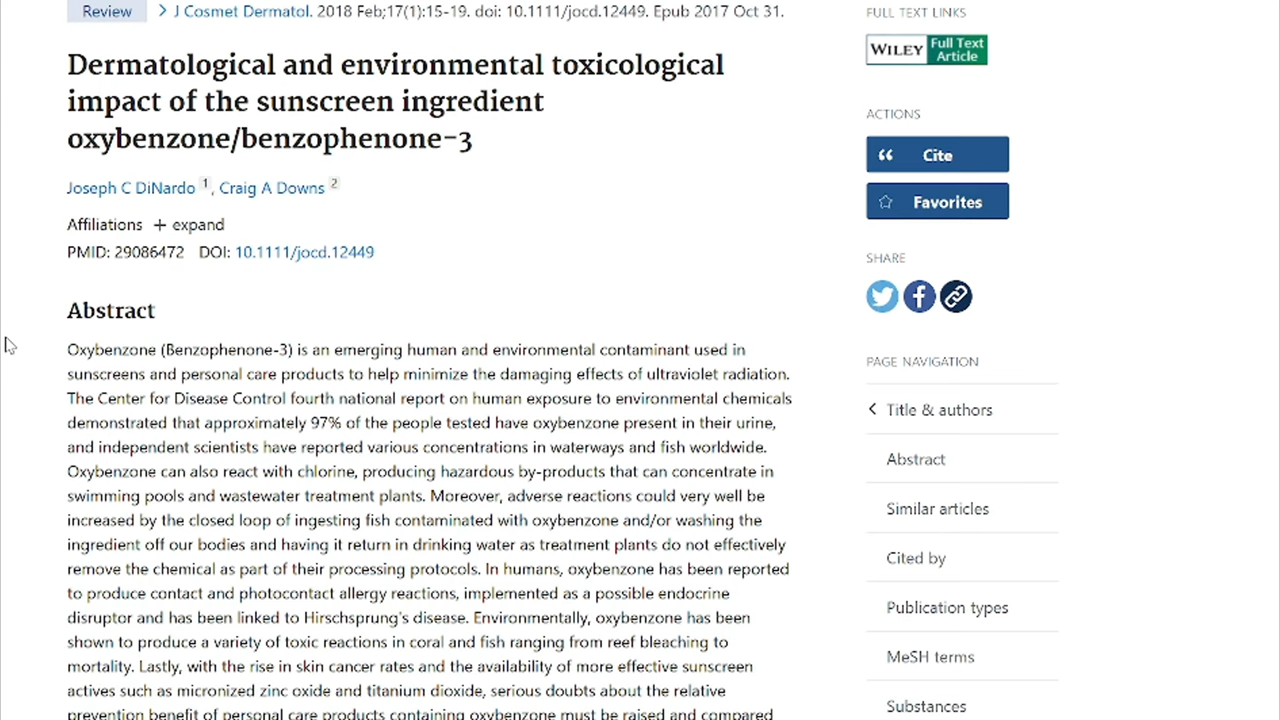 Review
J Cosmet Dermatol. 2018 Feb;17(1):15-19. doi: 10.1111/jocd.12449. Epub 2017 Oct 31.
Dermatological and environmental toxicological
impact of the sunscreen ingredient
oxybenzone/benzophenone-3
Joseph C DiNardo 1, Craig A Downs 2
Affiliations + expand
PMID: 29086472 DOI: 10.1111/jocd.12449
Abstract
Oxybenzone (Benzophenone-3) is an emerging human and environmental contaminant used in
sunscreens and personal care products to help minimize the damaging effects of ultraviolet radiation.
The Center for Disease Control fourth national report on human exposure to environmental chemicals
demonstrated that approximately 97% of the people tested have oxybenzone present in their urine,
and independent scientists have reported various concentrations in waterways and fish worldwide.
Oxybenzone can also react with chlorine, producing hazardous by-products that can concentrate in
swimming pools and wastewater treatment plants. Moreover, adverse reactions could very well be
increased by the closed loop of ingesting fish contaminated with oxybenzone and/or washing the
ingredient off our bodies and having it return in drinking water as treatment plants do not effectively
remove the chemical as part of their processing protocols. In humans, oxybenzone has been reported
to produce contact and photocontact allergy reactions, implemented as a possible endocrine
disruptor and has been linked to Hirschsprung's disease. Environmentally, oxybenzone has been
shown to produce a variety of toxic reactions in coral and fish ranging from reef bleaching to
mortality. Lastly, with the rise in skin cancer rates and the availability of more effective sunscreen
actives such as micronized zinc oxide and titanium dioxide, serious doubts about the relative
prevention benefit of personal care products containing oxybenzone must be raised and compared
FULL TEXT LINKS
WILEY Full Text
Article
ACTIONS
Cite
Favorites
SHARE
PAGE NAVIGATION
Title & authors
Abstract
Similar articles
Cited by
Publication types
MeSH terms
Substances